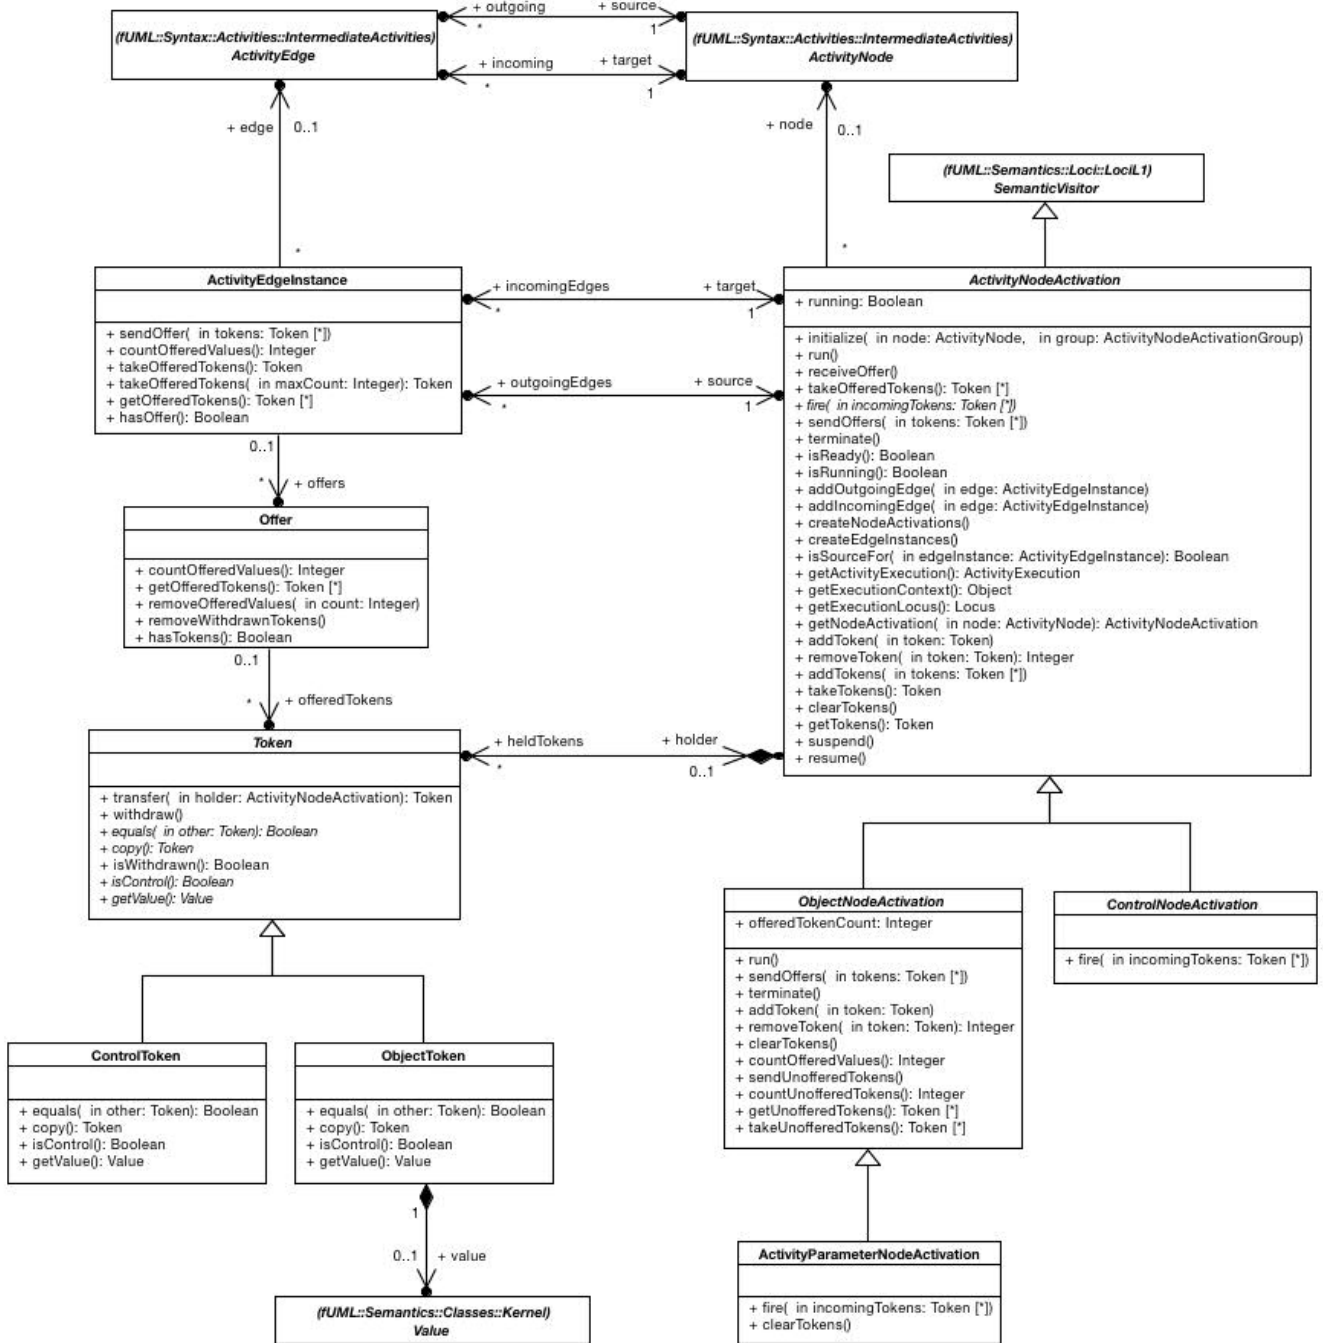 + outgoing
+ source
*
1
(fUML::Syntax::Activities::IntermediateActivities)
ActivityEdge
(fUML::Syntax::Activities::IntermediateActivities)
ActivityNode
+ incoming
+ target
*
1
+ edge
0..1
+ node
0..1
(fUML::Semantics::Loci::LociL1)
SemanticVisitor
*
*
ActivityEdgeInstance
+ sendOffer( in tokens: Token [*])
+ countOfferedValues(): Integer
+ takeOfferedTokens(): Token
+ takeOfferedTokens( in maxCount: Integer): Token
+ getOfferedTokens(): Token [*]
+ hasOffer(): Boolean
+ incomingEdges
+ target
*
1
+ outgoingEdges
+ source
*
1
ActivityNodeActivation
+ running: Boolean
+ initialize( in node: ActivityNode, in group: ActivityNodeActivationGroup)
+ run()
+ receiveOffer()
+ takeOfferedTokens(): Token [*]
+ fire( in incomingTokens: Token [*])
+ sendOffers( in tokens: Token [*])
+ terminate()
+ isReady(): Boolean
+ isRunning(): Boolean
+ addOutgoingEdge( in edge: ActivityEdgeInstance)
+ addIncomingEdge( in edge: ActivityEdgeInstance)
+ createNodeActivations()
+ createEdgeInstances()
+ isSourceFor( in edgeInstance: ActivityEdgeInstance): Boolean
+ getActivityExecution(): ActivityExecution
+ getExecutionContext(): Object
+ getExecutionLocus(): Locus
+ getNodeActivation( in node: ActivityNode): ActivityNodeActivation
+ addToken( in token: Token)
+ removeToken( in token: Token): Integer
+ addTokens( in tokens: Token [*])
+ takeTokens(): Token
+ clearTokens()
+ getTokens(): Token
+ suspend()
+ resume()
0..1
*
+ offers
Offer
+ countOfferedValues(): Integer
+ getOfferedTokens(): Token [*]
+ removeOfferedValues( in count: Integer)
+ removeWithdrawnTokens()
+ hasTokens(): Boolean
0..1
*
+ offeredTokens
Token
+ transfer( in holder: ActivityNodeActivation): Token
+ withdraw()
+ equals( in other: Token): Boolean
+ copy(): Token
+ isWithdrawn(): Boolean
+ isControl(): Boolean
+ getValue(): Value
+ heldTokens
+ holder
*
0..1
ObjectNodeActivation
+ offeredTokenCount: Integer
+ run()
+ sendOffers( in tokens: Token [*])
+ terminate()
+ addToken( in token: Token)
+ removeToken( in token: Token): Integer
+ clearTokens()
+ countOfferedValues(): Integer
+ sendUnofferedTokens()
+ countUnofferedTokens(): Integer
+ getUnofferedTokens(): Token [*]
+ takeUnofferedTokens(): Token [*]
ControlNodeActivation
+ fire( in incomingTokens: Token [*])
ControlToken
+ equals( in other: Token): Boolean
+ copy(): Token
+ isControl(): Boolean
+ getValue(): Value
ObjectToken
+ equals( in other: Token): Boolean
+ copy(): Token
+ isControl(): Boolean
+ getValue(): Value
1
0..1
+ value
(fUML::Semantics::Classes::Kernel)
Value
ActivityParameterNodeActivation
+ fire( in incomingTokens: Token [*])
+ clearTokens()